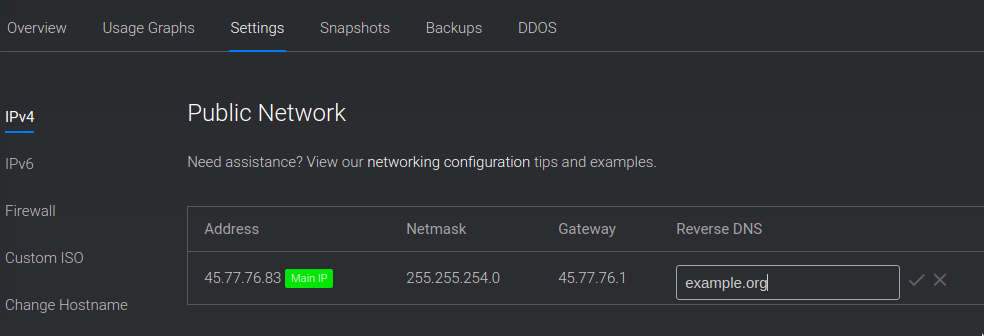 Overview Usage Graphs Settings Snapshots Backups DDOS
IPv4
IPv6
Firewall
Custom ISO
Change Hostname
Public Network
Need assistance? View our networking configuration tips and examples.
Address Netmask Gateway Reverse DNS
45.77.76.83 Main IP 255.255.254.0 45.77.76.1 example.org